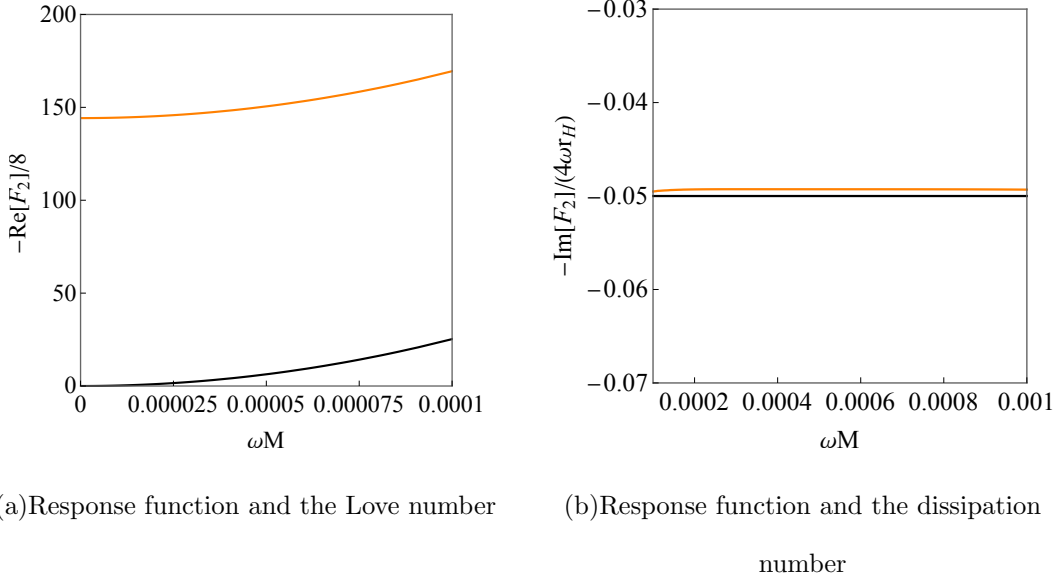 200
150
100
50
0
0
0.000025
0.00005
0.000075
0.0001
−Re[F₂]/8
ωM
−0.03
−0.04
−0.05
−0.06
−0.07
0.0002
0.0004
0.0006
0.0008
0.001
−Im[F₂]/(4ωr_H)
ωM
a)Response function and the Love number
(b)Response function and the dissipation
number